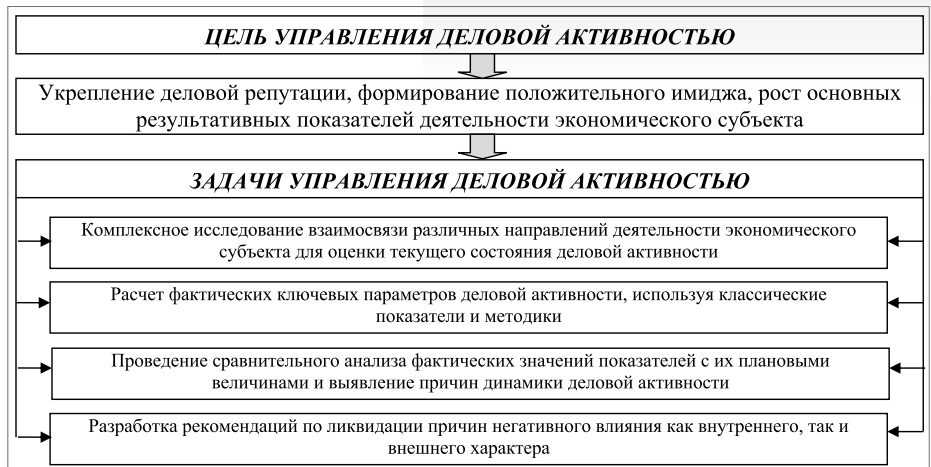 ЦЕЛЬ УПРАВЛЕНИЯ ДЕЛОВОЙ АКТИВНОСТЬЮ
Укрепление деловой репутации, формирование положительного имиджа, рост основных
результативных показателей деятельности экономического субъекта
ЗАДАЧИ УПРАВЛЕНИЯ ДЕЛОВОЙ АКТИВНОСТЬЮ
Комплексное исследование взаимосвязи различных направлений деятельности экономического
субъекта для оценки текущего состояния деловой активности
Расчет фактических ключевых параметров деловой активности, используя классические
показатели и методики
Проведение сравнительного анализа фактических значений показателей с их плановыми
величинами и выявление причин динамики деловой активности
Разработка рекомендаций по ликвидации причин негативного влияния как внутреннего, так и
внешнего характера